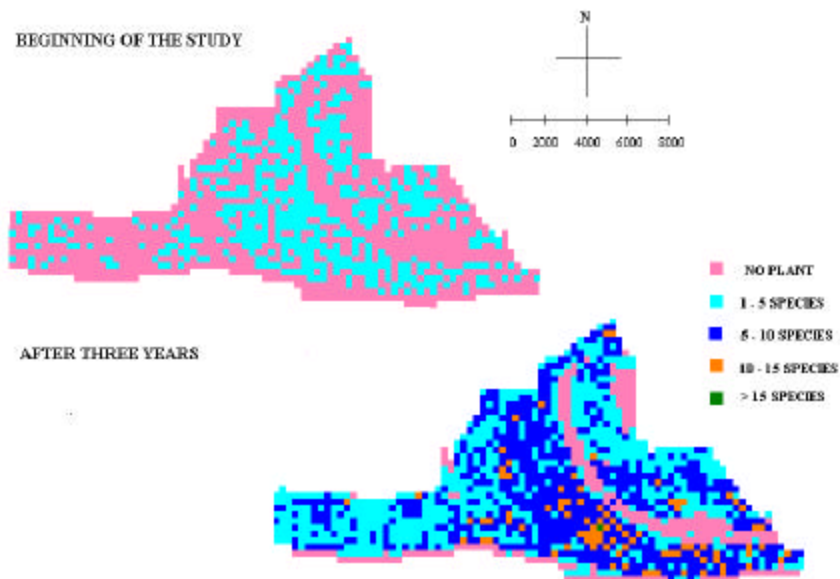 BEGINNING OF THE STUDY
N
0 2000 4000 6000 8000
NO PLANT
1 - 5 SPECIES
5 - 10 SPECIES
10 - 15 SPECIES
> 15 SPECIES
AFTER THREE YEARS